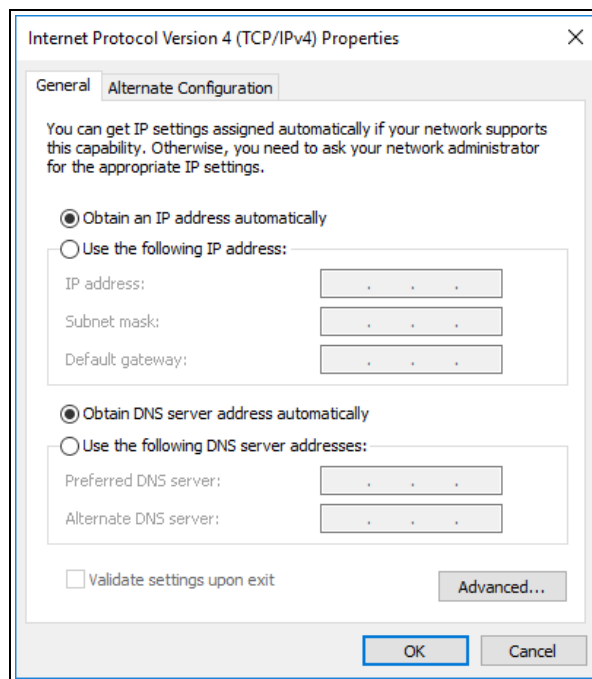 Internet Protocol Version 4 (TCP/IPv4) Properties
General
Alternate Configuration
You can get IP settings assigned automatically if your network supports
this capability. Otherwise, you need to ask your network administrator
for the appropriate IP settings.
Obtain an IP address automatically
Use the following IP address:
IP address:
. . .
Subnet mask:
. . .
Default gateway:
. . .
Obtain DNS server address automatically
Use the following DNS server addresses:
Preferred DNS server:
. . .
Alternate DNS server:
. . .
Validate settings upon exit
Advanced...
OK
Cancel